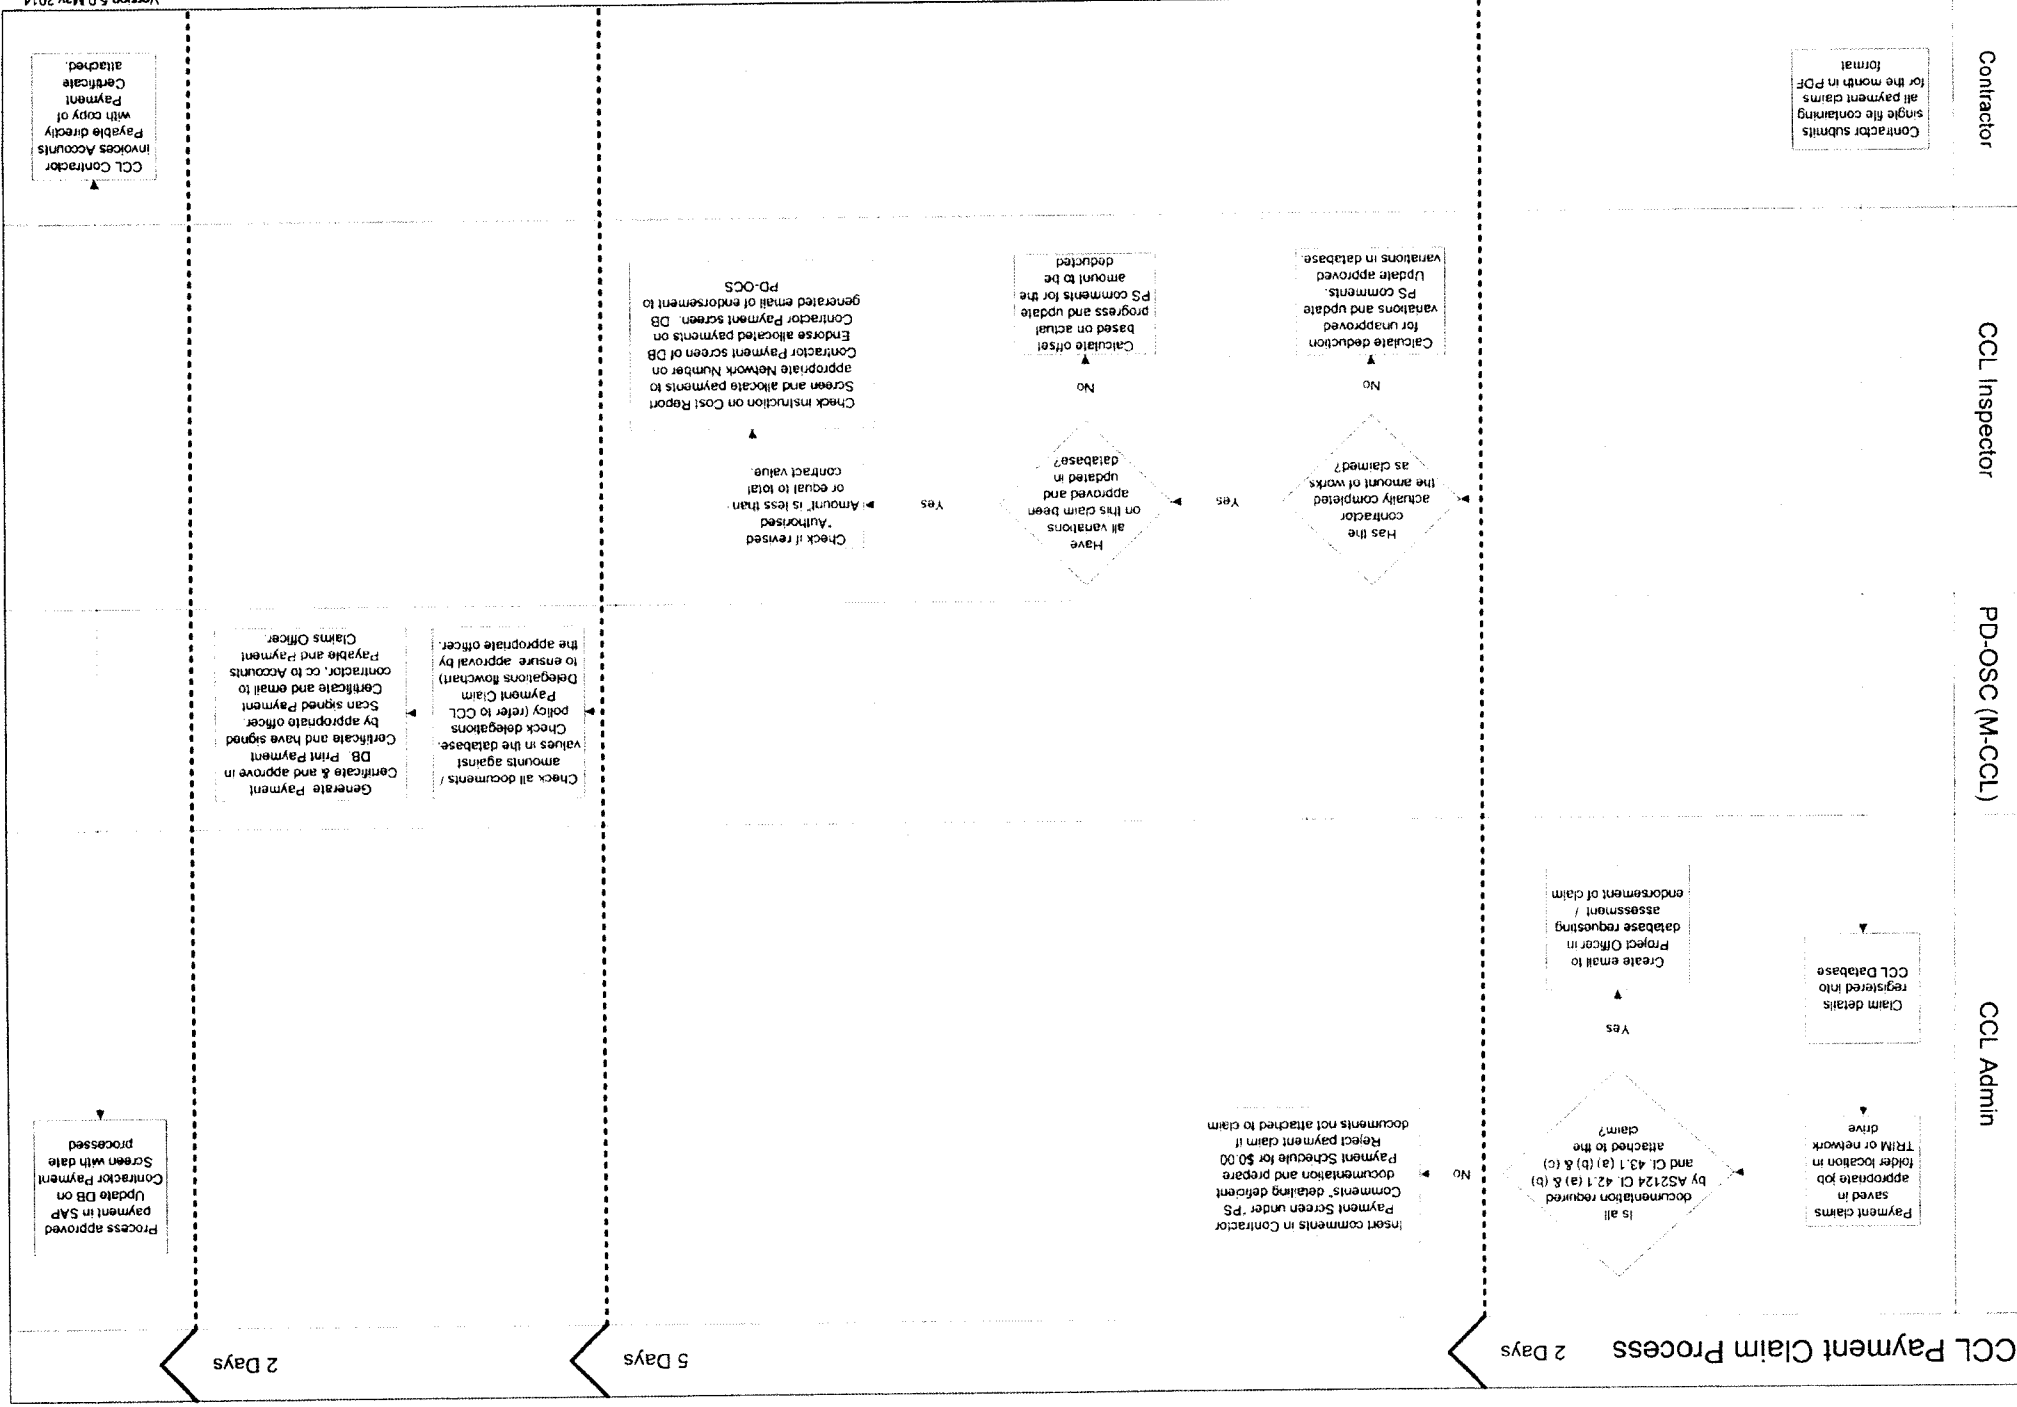 CCL Payment Claim Process
2 Days
5 Days
2 Days
CCL Admin
Payment claims
saved in
appropriate job
folder location in
TRIM or network
drive
Claim details
registered into
CCL Database
Is all
documentation required
by AS2124 Cl. 42.1 (a) & (b)
and Cl. 43.1 (a) (b) & (c)
attached to the
claim?
Yes
Create email to
Project Officer in
database requesting
assessment /
endorsement of claim
No
Insert comments in Contractor
Payment Screen under "PS
Comments" detailing deficient
documentation and prepare
Payment Schedule for $0.00
Reject payment claim if
documents not attached to claim
Process approved
payment in SAP
Update DB on
Contractor Payment
Screen with date
processed
PD-OSC (M-CCL)
Check all documents /
amounts against
values in the database.
Check delegations
policy (refer to CCL
Payment Claim
Delegations flowchart)
to ensure approval by
the appropriate officer.
Generate Payment
Certificate & and approve in
DB. Print Payment
Certificate and have signed
by appropriate officer.
Scan signed Payment
Certificate and email to
contractor, cc to Accounts
Payable and Payment
Claims Officer.
CCL Inspector
Has the
contractor
actually completed
the amount of works
as claimed?
Yes
No
Calculate deduction
for unapproved
variations and update
PS comments.
Update approved
variations in database.
Have
all variations
on this claim been
approved and
updated in
database?
Yes
No
Calculate offset
based on actual
progress and update
PS comments for the
amount to be
deducted
Check if revised
"Authorised
Amount" is less than
or equal to total
contract value.
Check instruction on Cost Report
Screen and allocate payments to
appropriate Network Number on
Contractor Payment screen of DB
Endorse allocated payments on
Contractor Payment screen. DB
generated email of endorsement to
PD-OCS
Contractor
Contractor submits
single file containing
all payment claims
for the month in PDF
format
CCL Contractor
invoices Accounts
Payable directly
with copy of
Payment
Certificate
attached.
Version 5.0 May 2014